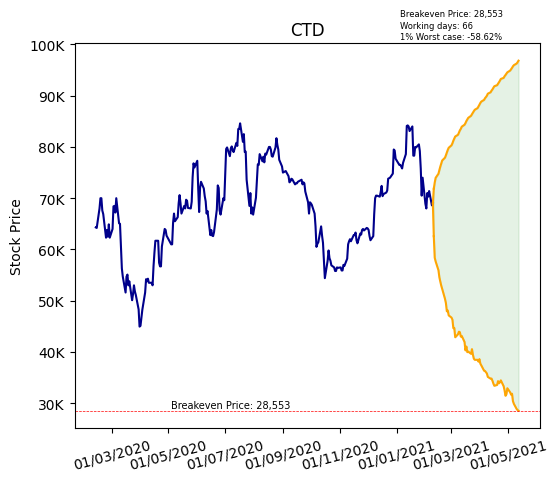 Breakeven Price: 28,553
Working days: 66
1% Worst case: -58.62%
CTD
Stock Price
100K
90K
80K
70K
60K
50K
40K
30K
Breakeven Price: 28,553
01/03/2020
01/05/2020
01/07/2020
01/09/2020
01/11/2020
01/01/2021
01/03/2021
01/05/2021